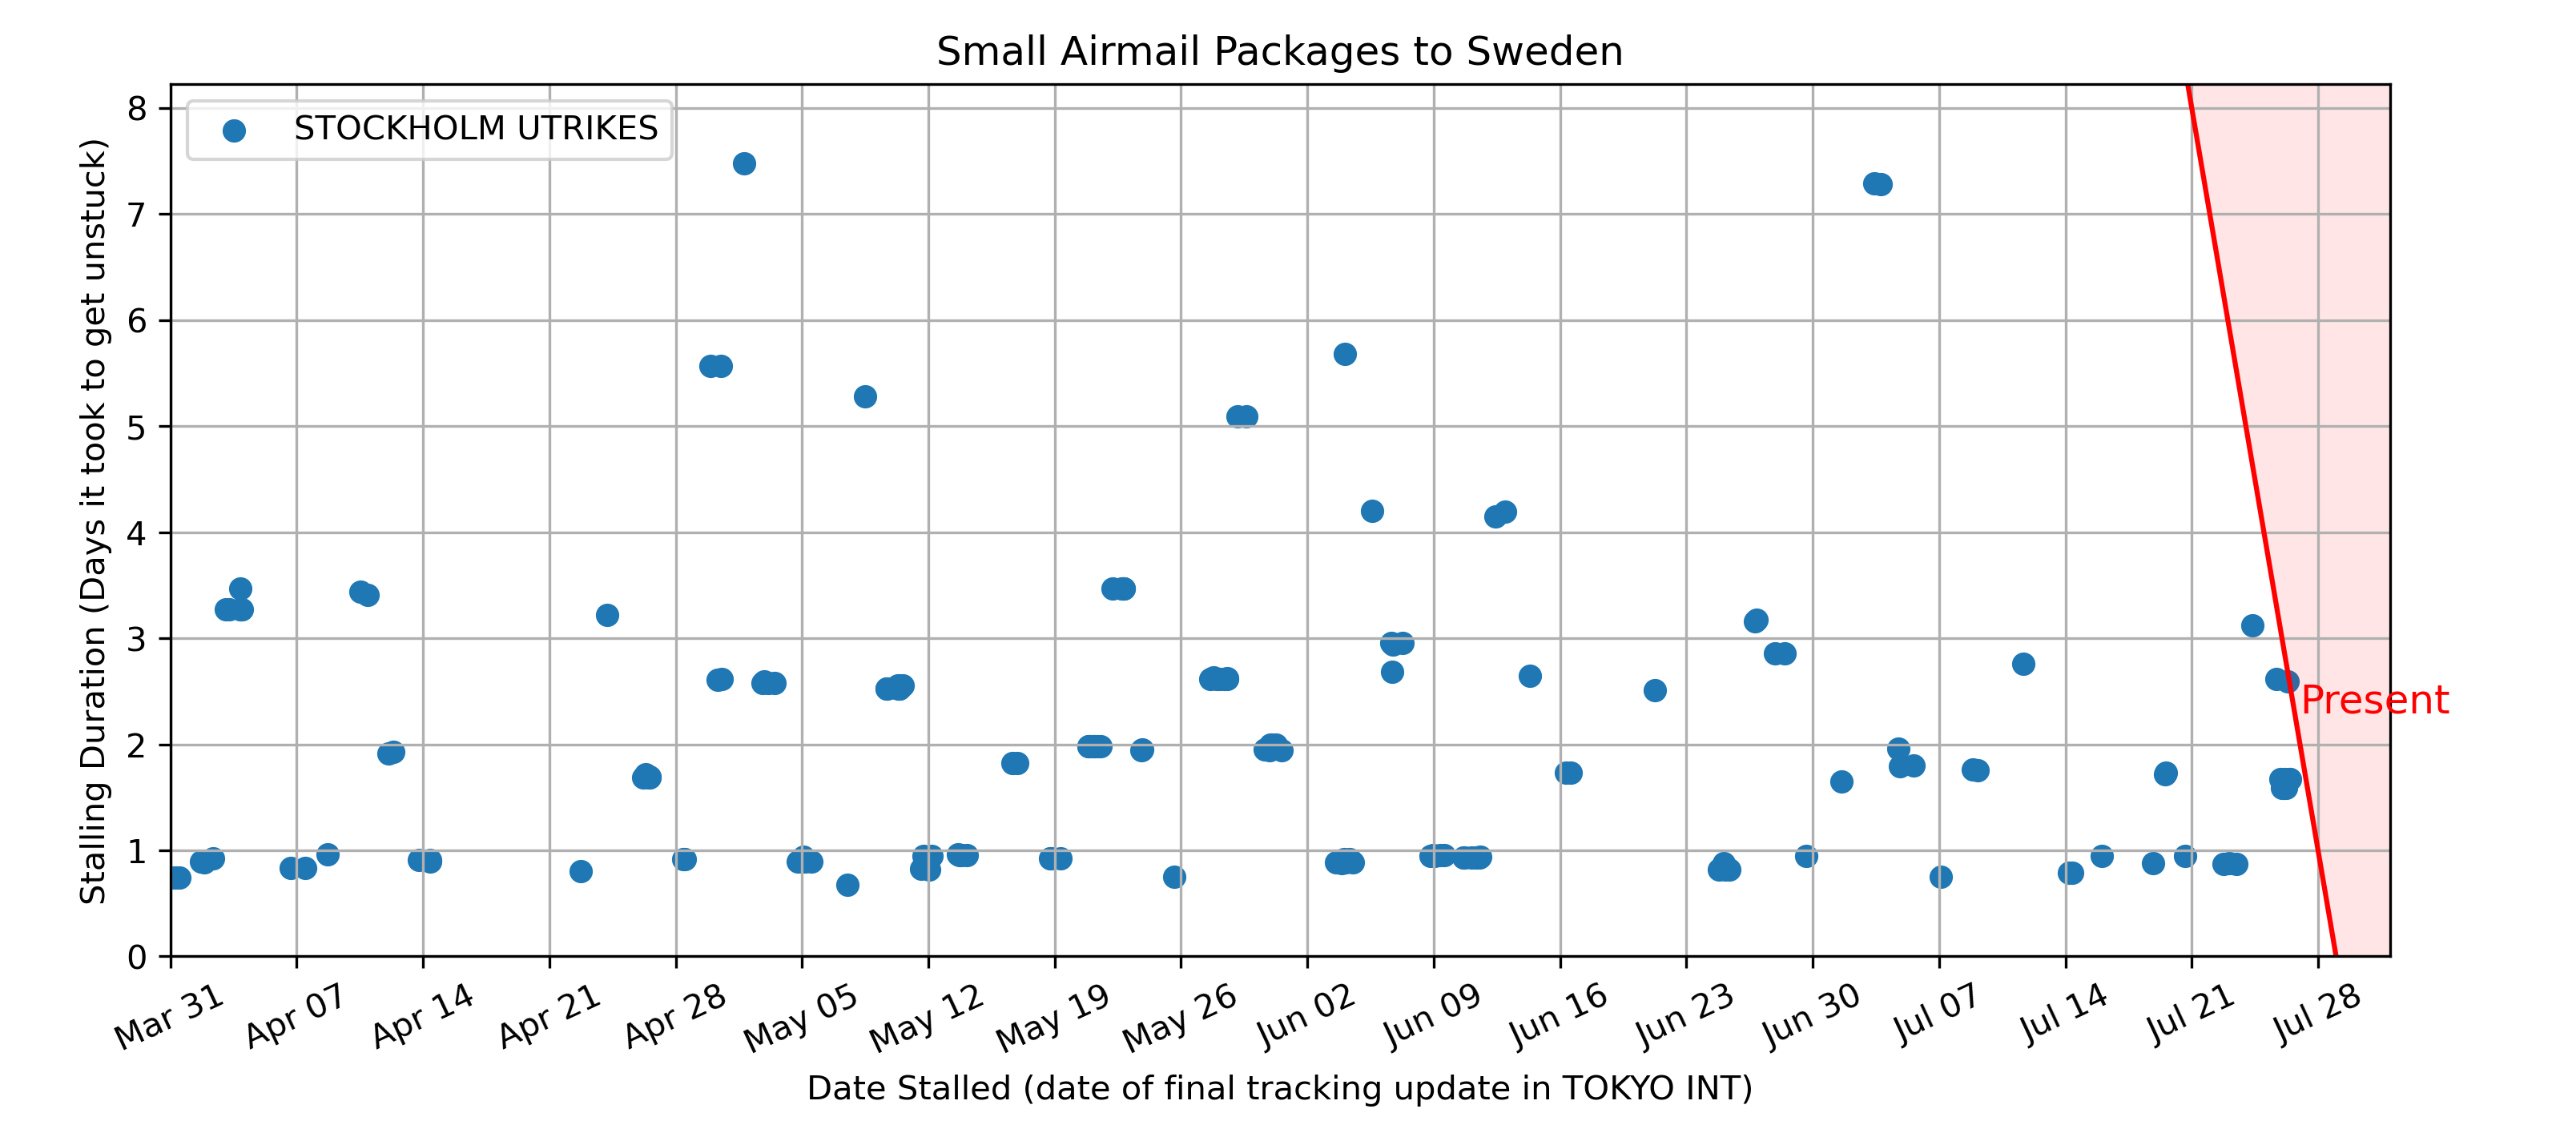 Small Airmail Packages to Sweden
STOCKHOLM UTRIKES
Stalling Duration (Days it took to get unstuck)
8
7
6
5
4
3
2
1
0
Present
Mar 31
Apr 07
Apr 14
Apr 21
Apr 28
May 05
May 12
May 19
May 26
Jun 02
Jun 09
Jun 16
Jun 23
Jun 30
Jul 07
Jul 14
Jul 21
Jul 28
Date Stalled (date of final tracking update in TOKYO INT)